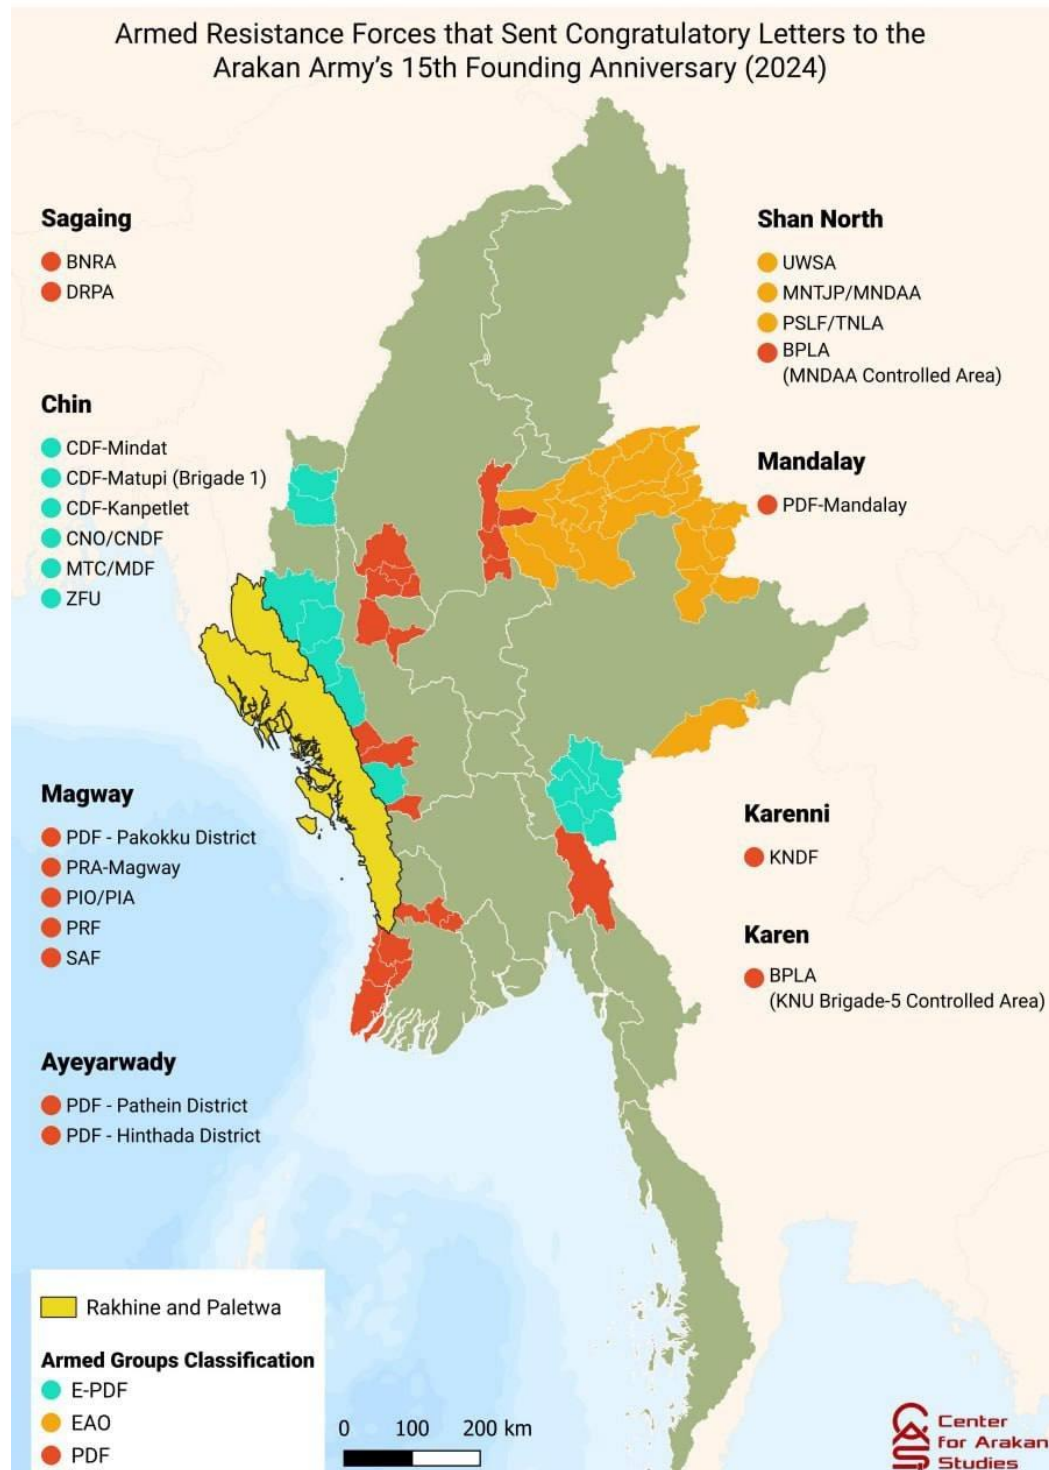 Armed Resistance Forces that Sent Congratulatory Letters to the
Arakan Army's 15th Founding Anniversary (2024)
Sagaing
BNRA
DRPA
Chin
CDF-Mindat
CDF-Matupi (Brigade 1)
CDF-Kanpetlet
CNO/CNDF
MTC/MDF
ZFU
Magway
PDF - Pakokku District
PRA-Magway
PIO/PIA
PRF
SAF
Ayeyarwady
PDF - Pathein District
PDF - Hinthada District
Shan North
UWSA
MNTJP/MNDAA
PSLF/TNLA
BPLA
(MNDAA Controlled Area)
Mandalay
PDF-Mandalay
Karenni
KNDF
Karen
BPLA
(KNU Brigade-5 Controlled Area)
Rakhine and Paletwa
Armed Groups Classification
E-PDF
EAO
PDF
0 100 200 km
Center
for Arakan
Studies